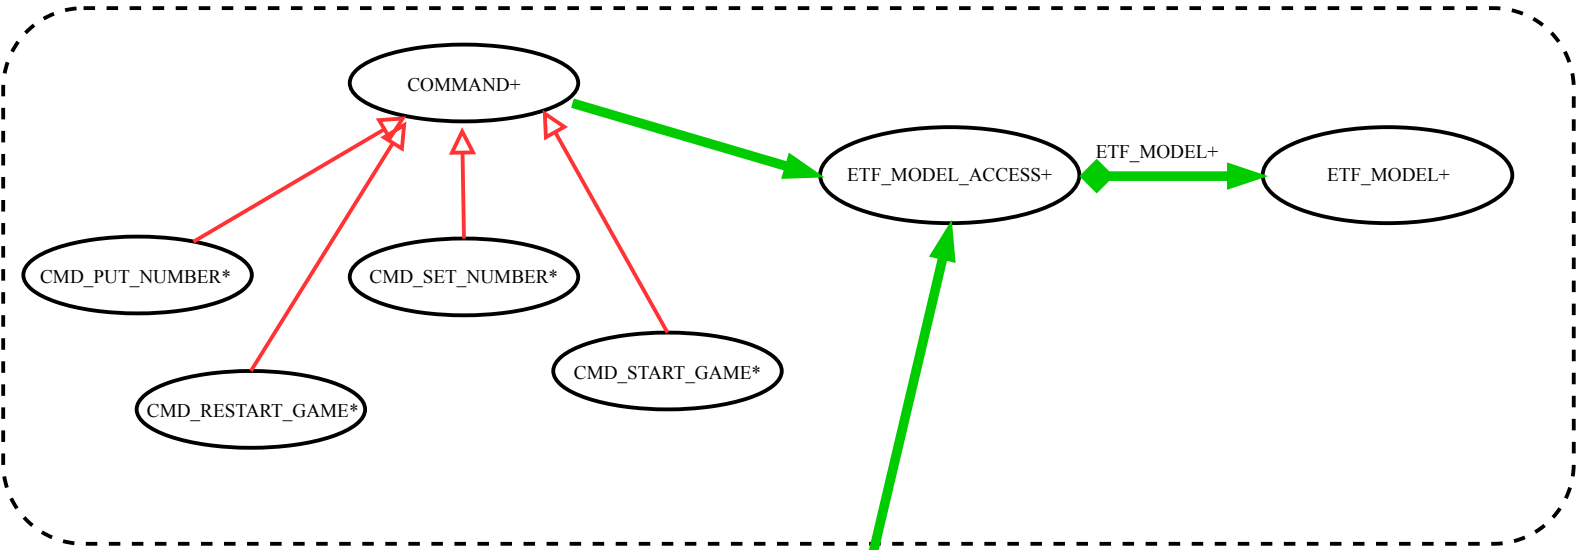 COMMAND+
ETF_MODEL+
ETF_MODEL_ACCESS+
ETF_MODEL+
CMD_PUT_NUMBER*
CMD_SET_NUMBER*
CMD_START_GAME*
CMD_RESTART_GAME*